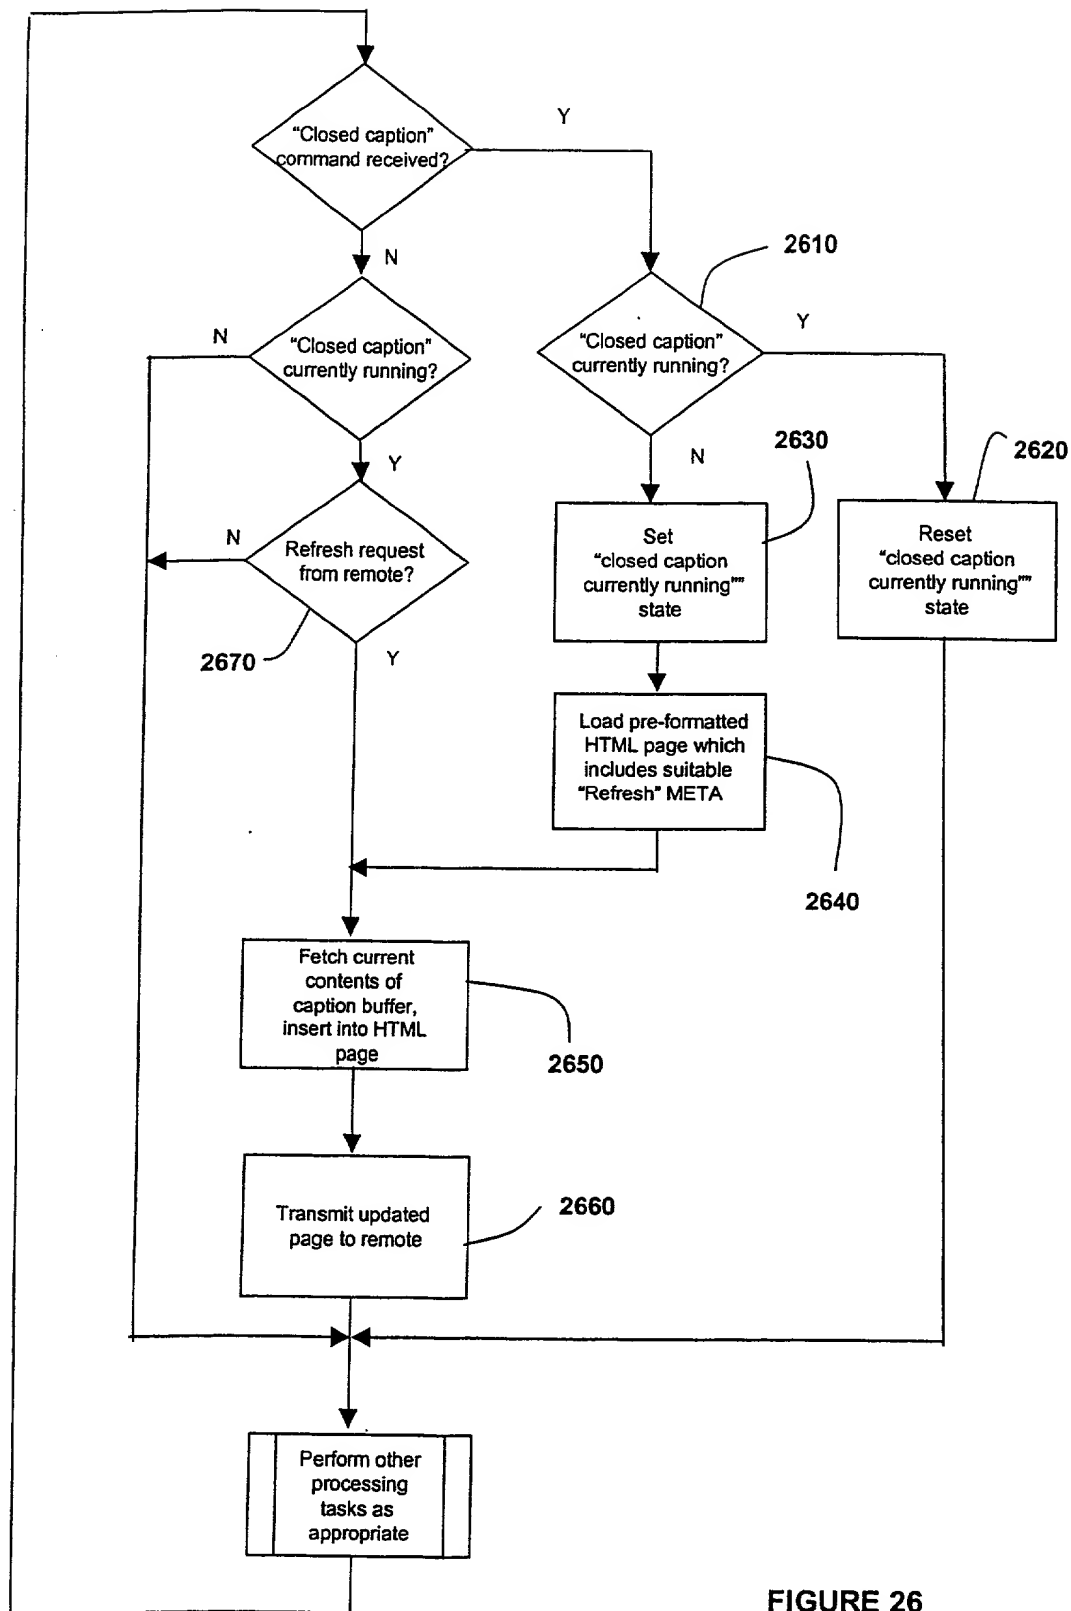 "Closed caption"
command received?
Y
N
2610
"Closed caption"
currently running?
N
"Closed caption"
currently running?
Y
Y
2630
N
2620
Refresh request
from remote?
N
2670
Y
Set
"closed caption
currently running""
state
Reset
"closed caption
currently running""
state
Load pre-formatted
HTML page which
includes suitable
"Refresh" META
2640
Fetch current
contents of
caption buffer,
insert into HTML
page
2650
Transmit updated
page to remote
2660
Perform other
processing
tasks as
appropriate
FIGURE 26